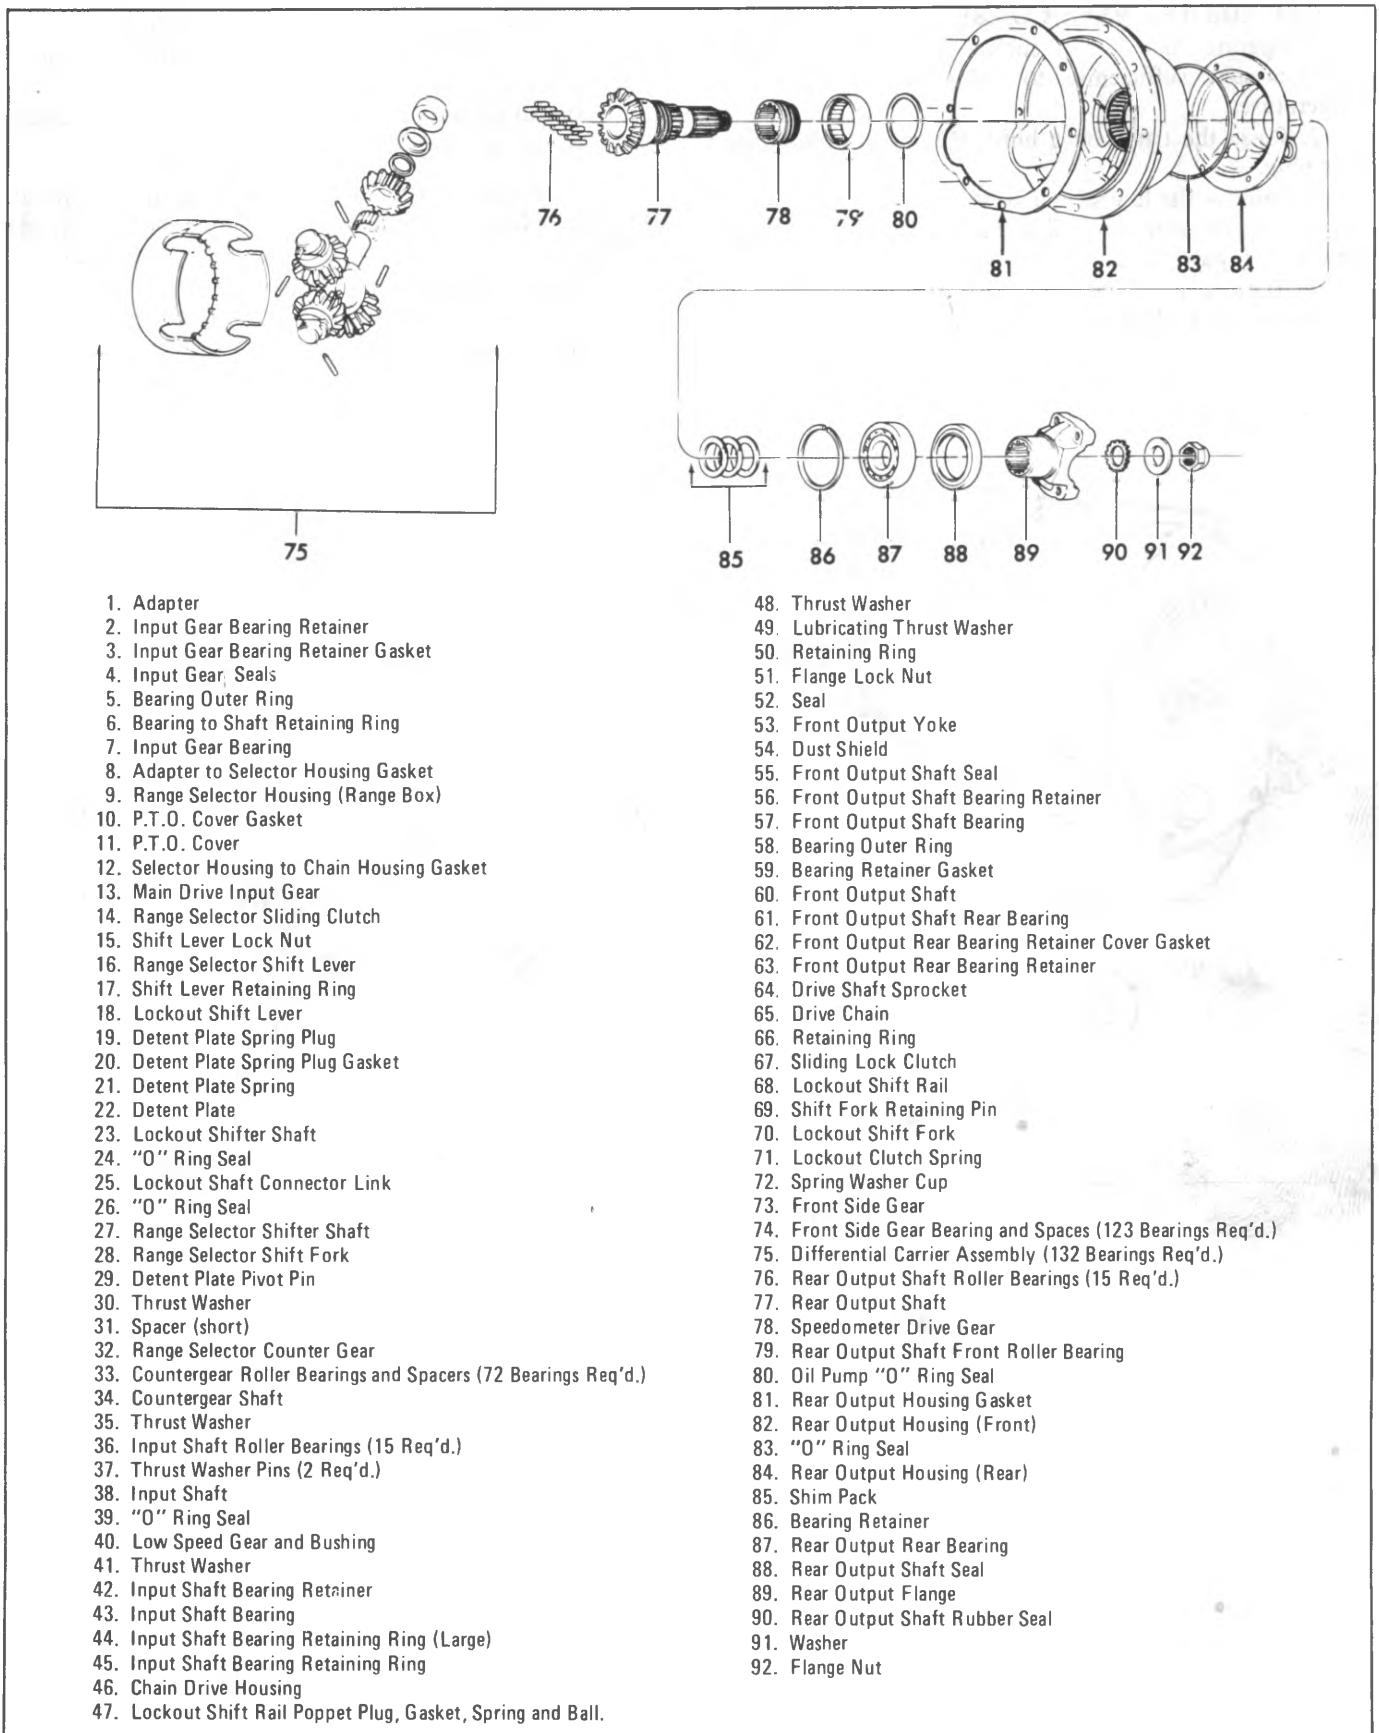 76 77 78 79 80
81 82 83 84
75
85 86 87 88 89 90 91 92
1. Adapter
2. Input Gear Bearing Retainer
3. Input Gear Bearing Retainer Gasket
4. Input Gear Seals
5. Bearing Outer Ring
6. Bearing to Shaft Retaining Ring
7. Input Gear Bearing
8. Adapter to Selector Housing Gasket
9. Range Selector Housing (Range Box)
10. P.T.O. Cover Gasket
11. P.T.O. Cover
12. Selector Housing to Chain Housing Gasket
13. Main Drive Input Gear
14. Range Selector Sliding Clutch
15. Shift Lever Lock Nut
16. Range Selector Shift Lever
17. Shift Lever Retaining Ring
18. Lockout Shift Lever
19. Detent Plate Spring Plug
20. Detent Plate Spring Plug Gasket
21. Detent Plate Spring
22. Detent Plate
23. Lockout Shifter Shaft
24. "O" Ring Seal
25. Lockout Shaft Connector Link
26. "O" Ring Seal
27. Range Selector Shifter Shaft
28. Range Selector Shift Fork
29. Detent Plate Pivot Pin
30. Thrust Washer
31. Spacer (short)
32. Range Selector Counter Gear
33. Countergear Roller Bearings and Spacers (72 Bearings Req'd.)
34. Countergear Shaft
35. Thrust Washer
36. Input Shaft Roller Bearings (15 Req'd.)
37. Thrust Washer Pins (2 Req'd.)
38. Input Shaft
39. "O" Ring Seal
40. Low Speed Gear and Bushing
41. Thrust Washer
42. Input Shaft Bearing Retainer
43. Input Shaft Bearing
44. Input Shaft Bearing Retaining Ring (Large)
45. Input Shaft Bearing Retaining Ring
46. Chain Drive Housing
47. Lockout Shift Rail Poppet Plug, Gasket, Spring and Ball.
48. Thrust Washer
49. Lubricating Thrust Washer
50. Retaining Ring
51. Flange Lock Nut
52. Seal
53. Front Output Yoke
54. Dust Shield
55. Front Output Shaft Seal
56. Front Output Shaft Bearing Retainer
57. Front Output Shaft Bearing
58. Bearing Outer Ring
59. Bearing Retainer Gasket
60. Front Output Shaft
61. Front Output Shaft Rear Bearing
62. Front Output Rear Bearing Retainer Cover Gasket
63. Front Output Rear Bearing Retainer
64. Drive Shaft Sprocket
65. Drive Chain
66. Retaining Ring
67. Sliding Lock Clutch
68. Lockout Shift Rail
69. Shift Fork Retaining Pin
70. Lockout Shift Fork
71. Lockout Clutch Spring
72. Spring Washer Cup
73. Front Side Gear
74. Front Side Gear Bearing and Spaces (123 Bearings Req'd.)
75. Differential Carrier Assembly (132 Bearings Req'd.)
76. Rear Output Shaft Roller Bearings (15 Req'd.)
77. Rear Output Shaft
78. Speedometer Drive Gear
79. Rear Output Shaft Front Roller Bearing
80. Oil Pump "O" Ring Seal
81. Rear Output Housing Gasket
82. Rear Output Housing (Front)
83. "O" Ring Seal
84. Rear Output Housing (Rear)
85. Shim Pack
86. Bearing Retainer
87. Rear Output Rear Bearing
88. Rear Output Shaft Seal
89. Rear Output Flange
90. Rear Output Shaft Rubber Seal
91. Washer
92. Flange Nut